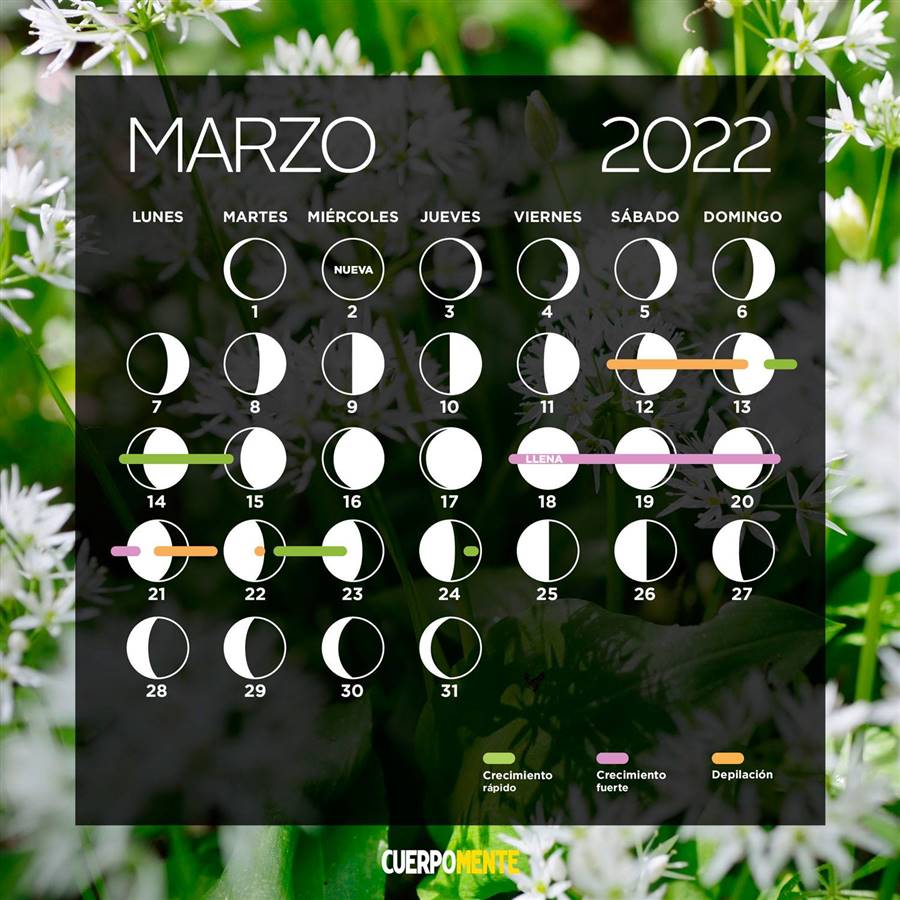 MARZO 2022
LUNES MARTES MIÉRCOLES JUEVES VIERNES SÁBADO DOMINGO
NUEVA
1 2 3 4 5 6
7 8 9 10 11 12 13
LLENA
14 15 16 17 18 19 20
21 22 23 24 25 26 27
28 29 30 31
Crecimiento rápido
Crecimiento fuerte
Depilación
CUERPOMENTE